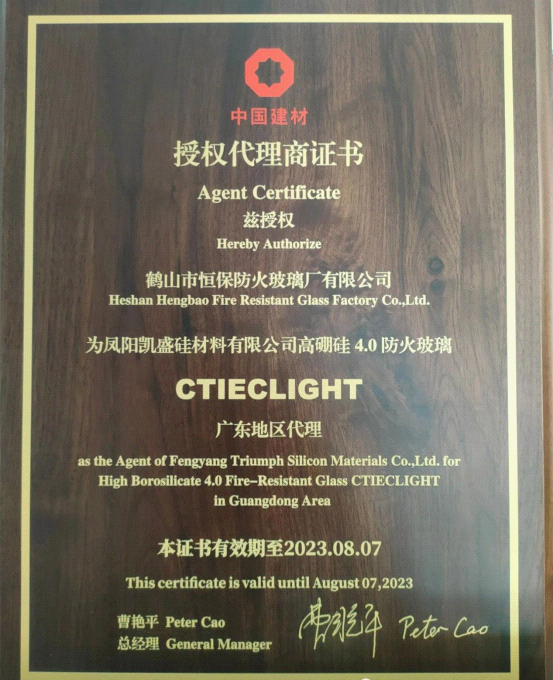 中国建材
授权代理商证书
Agent Certificate
兹授权
Hereby Authorize
鹤山市恒保防火玻璃厂有限公司
Heshan Hengbao Fire Resistant Glass Factory Co.,Ltd.
为凤阳凯盛硅材料有限公司高硼硅 4.0 防火玻璃
CTIECLIGHT
广东地区代理
as the Agent of Fengyang Triumph Silicon Materials Co.,Ltd. for
High Borosilicate 4.0 Fire-Resistant Glass CTIECLIGHT
in Guangdong Area
本证书有效期至2023.08.07
This certificate is valid until August 07,2023
曹艳平 Peter Cao
总经理 General Manager
曹艳平 Peter Cao